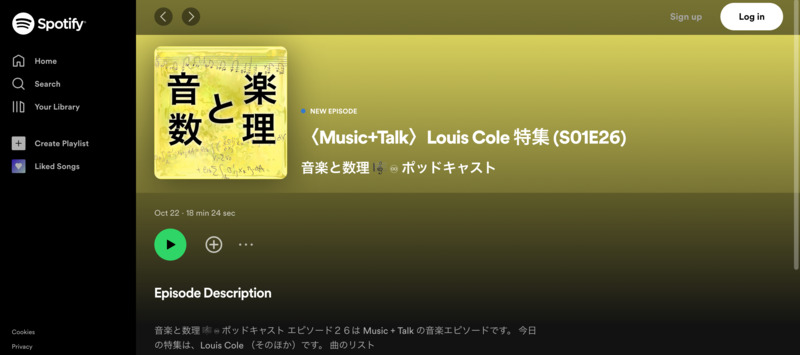 Spotify
Home
Search
Your Library
Create Playlist
Liked Songs
Cookies
Privacy
Sign up
Log in
音楽
と
数理
NEW EPISODE
〈Music+Talk〉Louis Cole 特集 (S01E26)
音楽と数理🎼♾ポッドキャスト
Oct 22 · 18 min 24 sec
Episode Description
音楽と数理🎼♾ポッドキャスト エピソード２６は Music + Talk の音楽エピソードです。 今日
の特集は、Louis Cole （そのほか）です。 曲のリスト